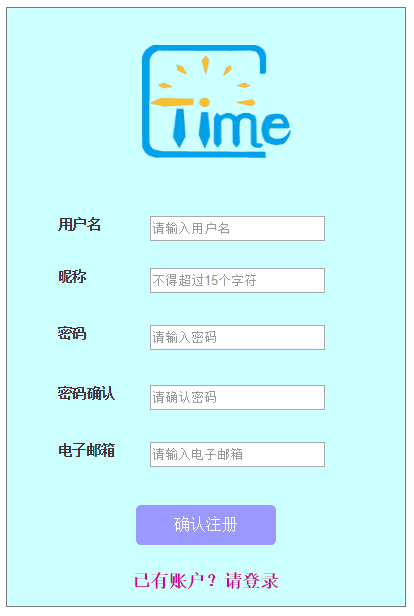 Time
用户名
请输入用户名
昵称
不得超过15个字符
密码
请输入密码
密码确认
请确认密码
电子邮箱
请输入电子邮箱
确认注册
已有账户？请登录